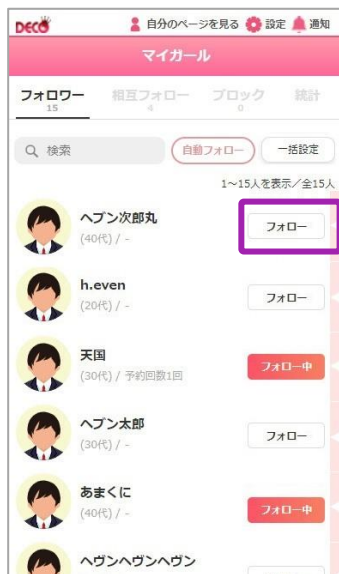 DECO 自分のページを見る 設定 通知
マイガール
フォロワー 相互フォロー ブロック 統計
15 4 0
検索 自動フォロー 一括設定
1～15人を表示／全15人
ヘブン次郎丸 フォロー
(40代) / -
h.even フォロー
(20代) / -
天国 フォロー中
(30代) / 予約回数1回
ヘブン太郎 フォロー
(30代) / -
あまくに フォロー中
(40代) / -
ヘヴンヘヴンヘヴン